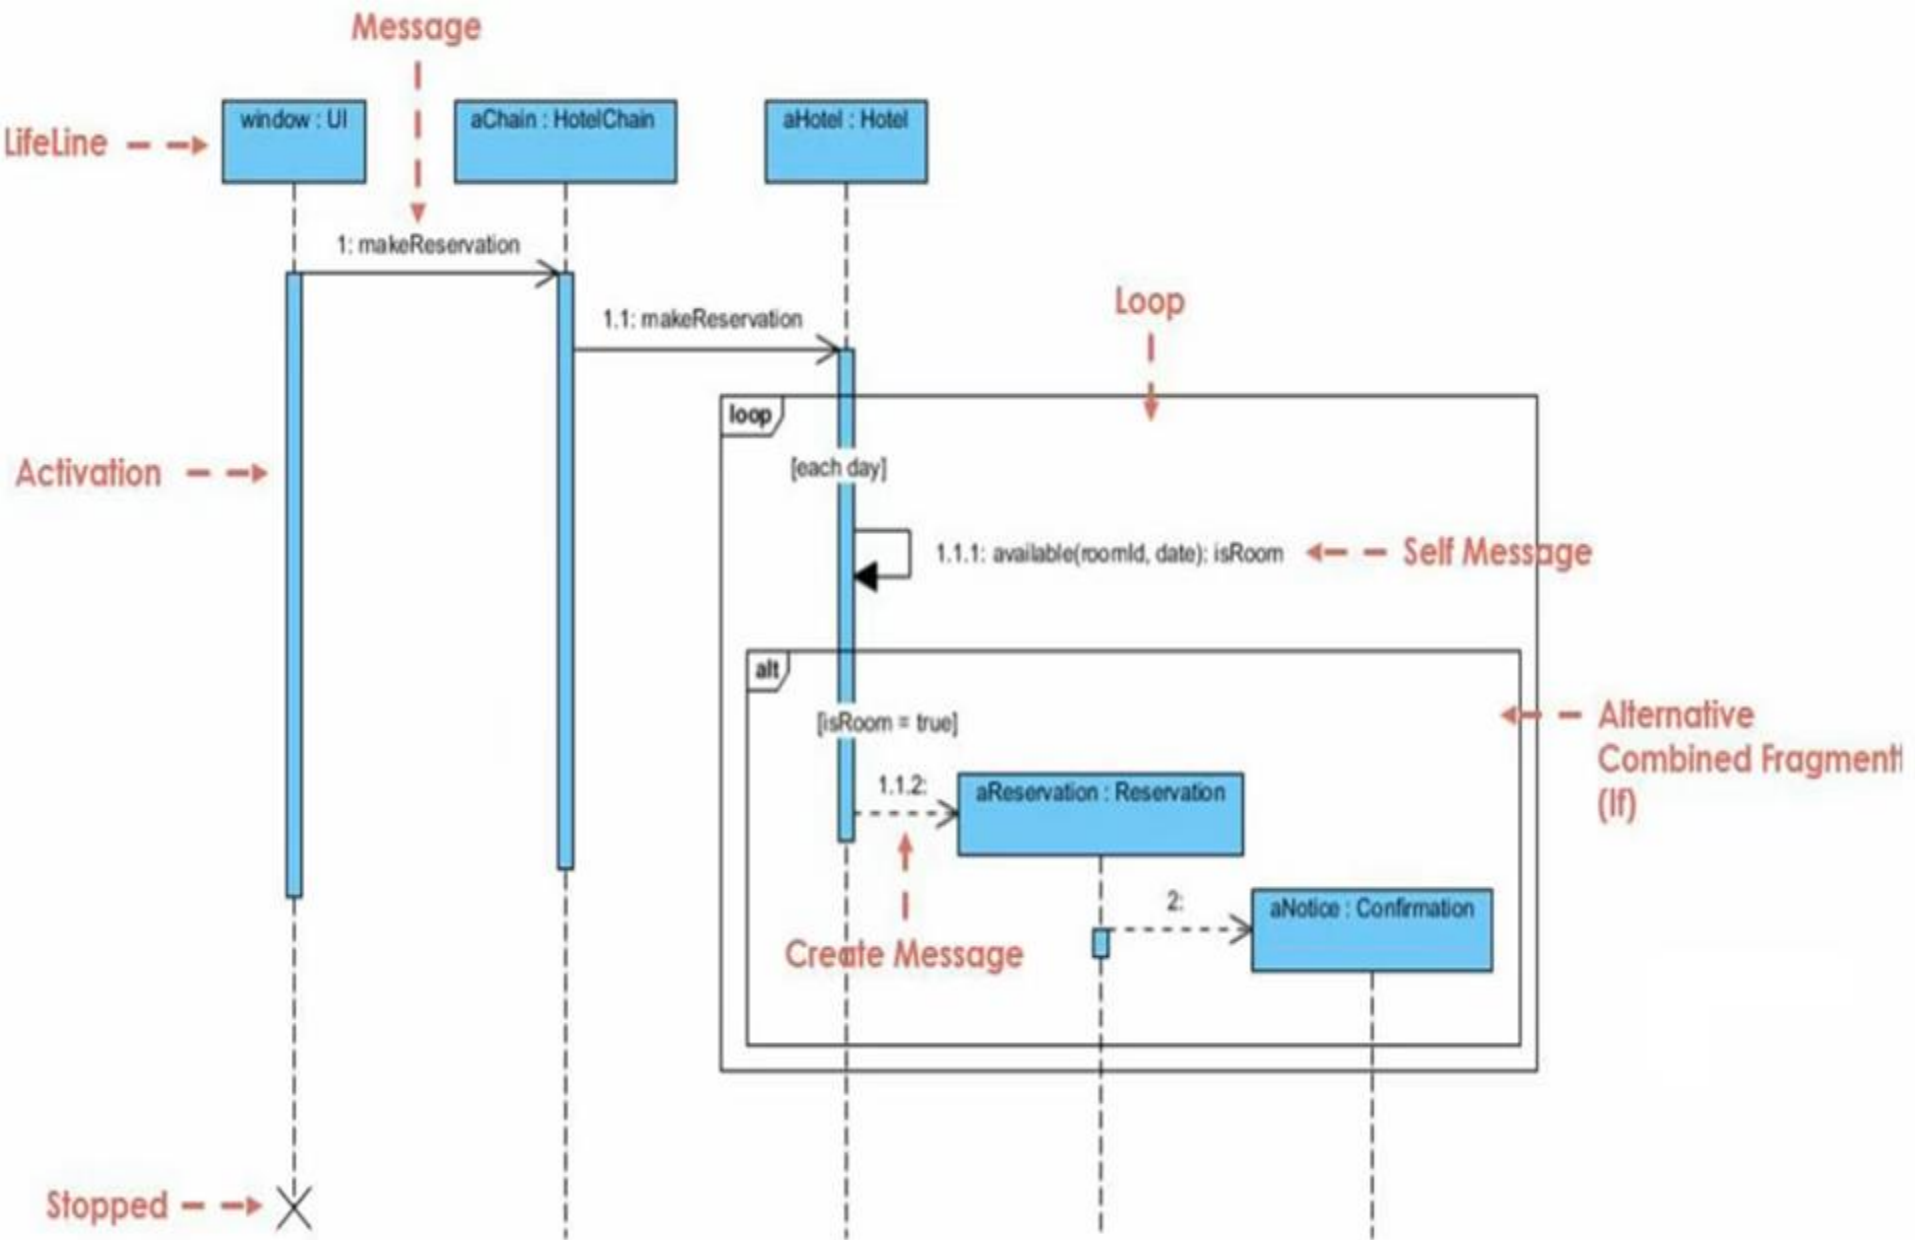 Message
window : UI
aChain : HotelChain
aHotel : Hotel
LifeLine
1: makeReservation
1.1: makeReservation
Loop
loop
[each day]
Activation
1.1.1: available(roomId, date): isRoom
Self Message
alt
[isRoom = true]
Alternative
Combined Fragment
(If)
1.1.2:
aReservation : Reservation
2:
aNotice : Confirmation
Create Message
Stopped